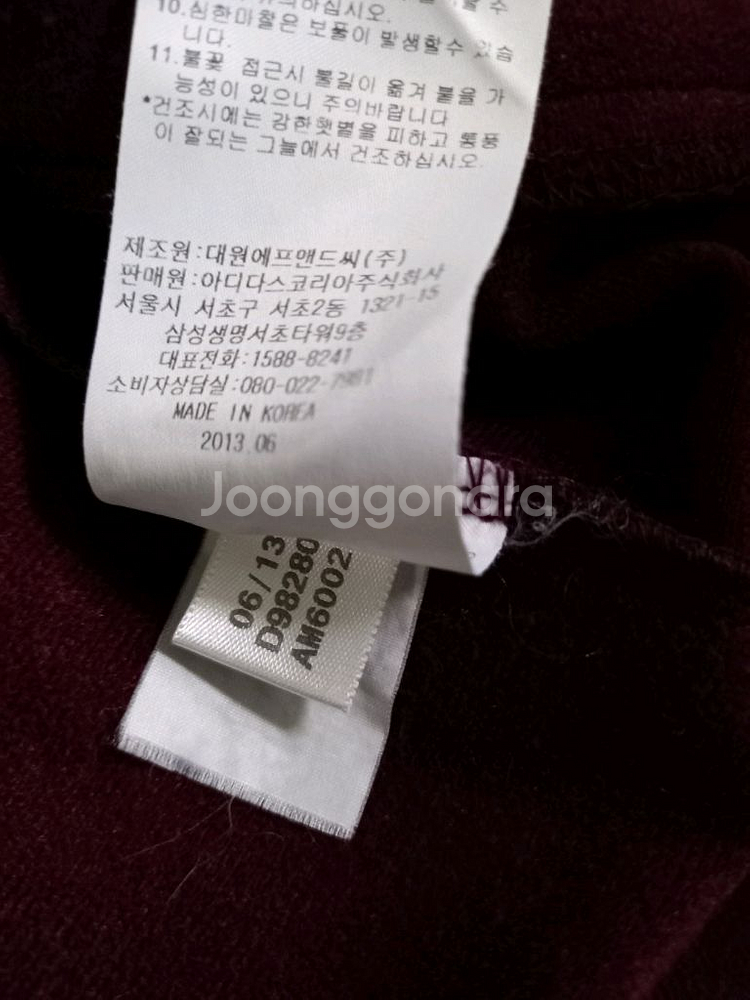 10.심한마찰은 보풀이 발생할수 있습
니다.
11.불꽃 접근시 불길이 옮겨 붙을 가
능성이 있으니 주의바랍니다
*건조시에는 강한햇볕을 피하고 통풍
이 잘되는 그늘에서 건조하십시오.
제조원:대원에프앤드씨(주)
판매원:아디다스코리아주식회사
서울시 서초구 서초2동 1321-15
삼성생명서초타워9층
대표전화:1588-8241
소비자상담실:080-022-
MADE IN KOREA
2013.06
Joonggonara
06/13
D98280
AM6002